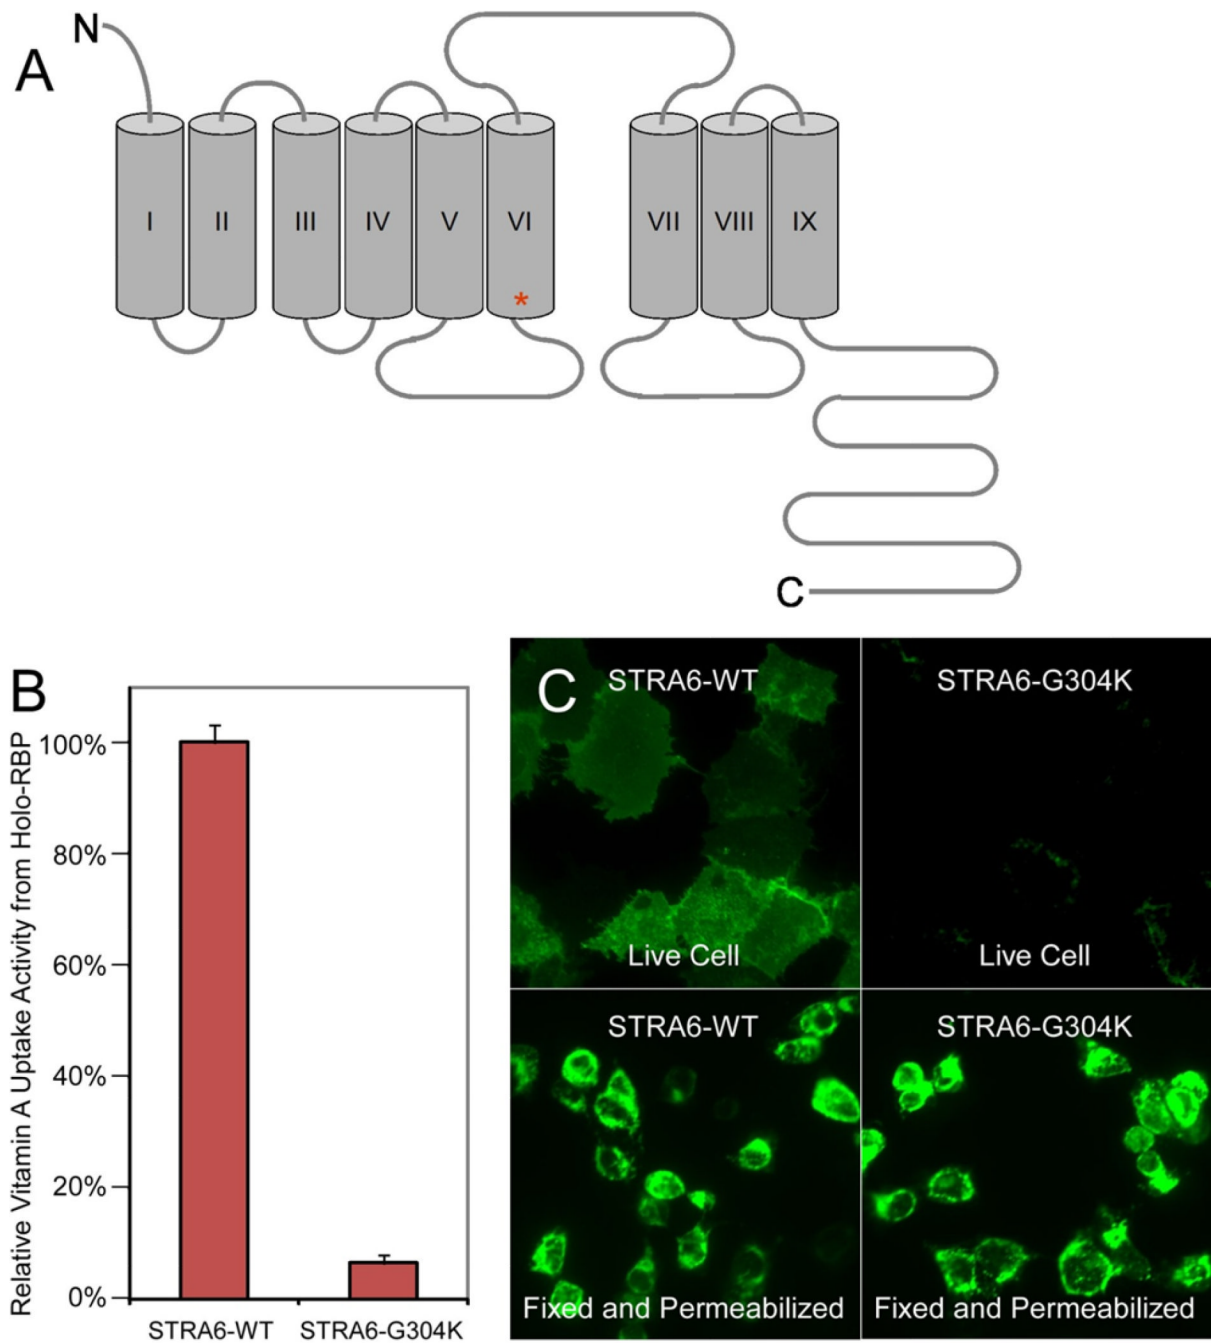 N
A
I II III IV V VI VII VIII IX
*
C
B
Relative Vitamin A Uptake Activity from Holo-RBP
100%
80%
60%
40%
20%
0%
STRA6-WT STRA6-G304K
C
STRA6-WT
Live Cell
STRA6-G304K
Live Cell
STRA6-WT
Fixed and Permeabilized
STRA6-G304K
Fixed and Permeabilized